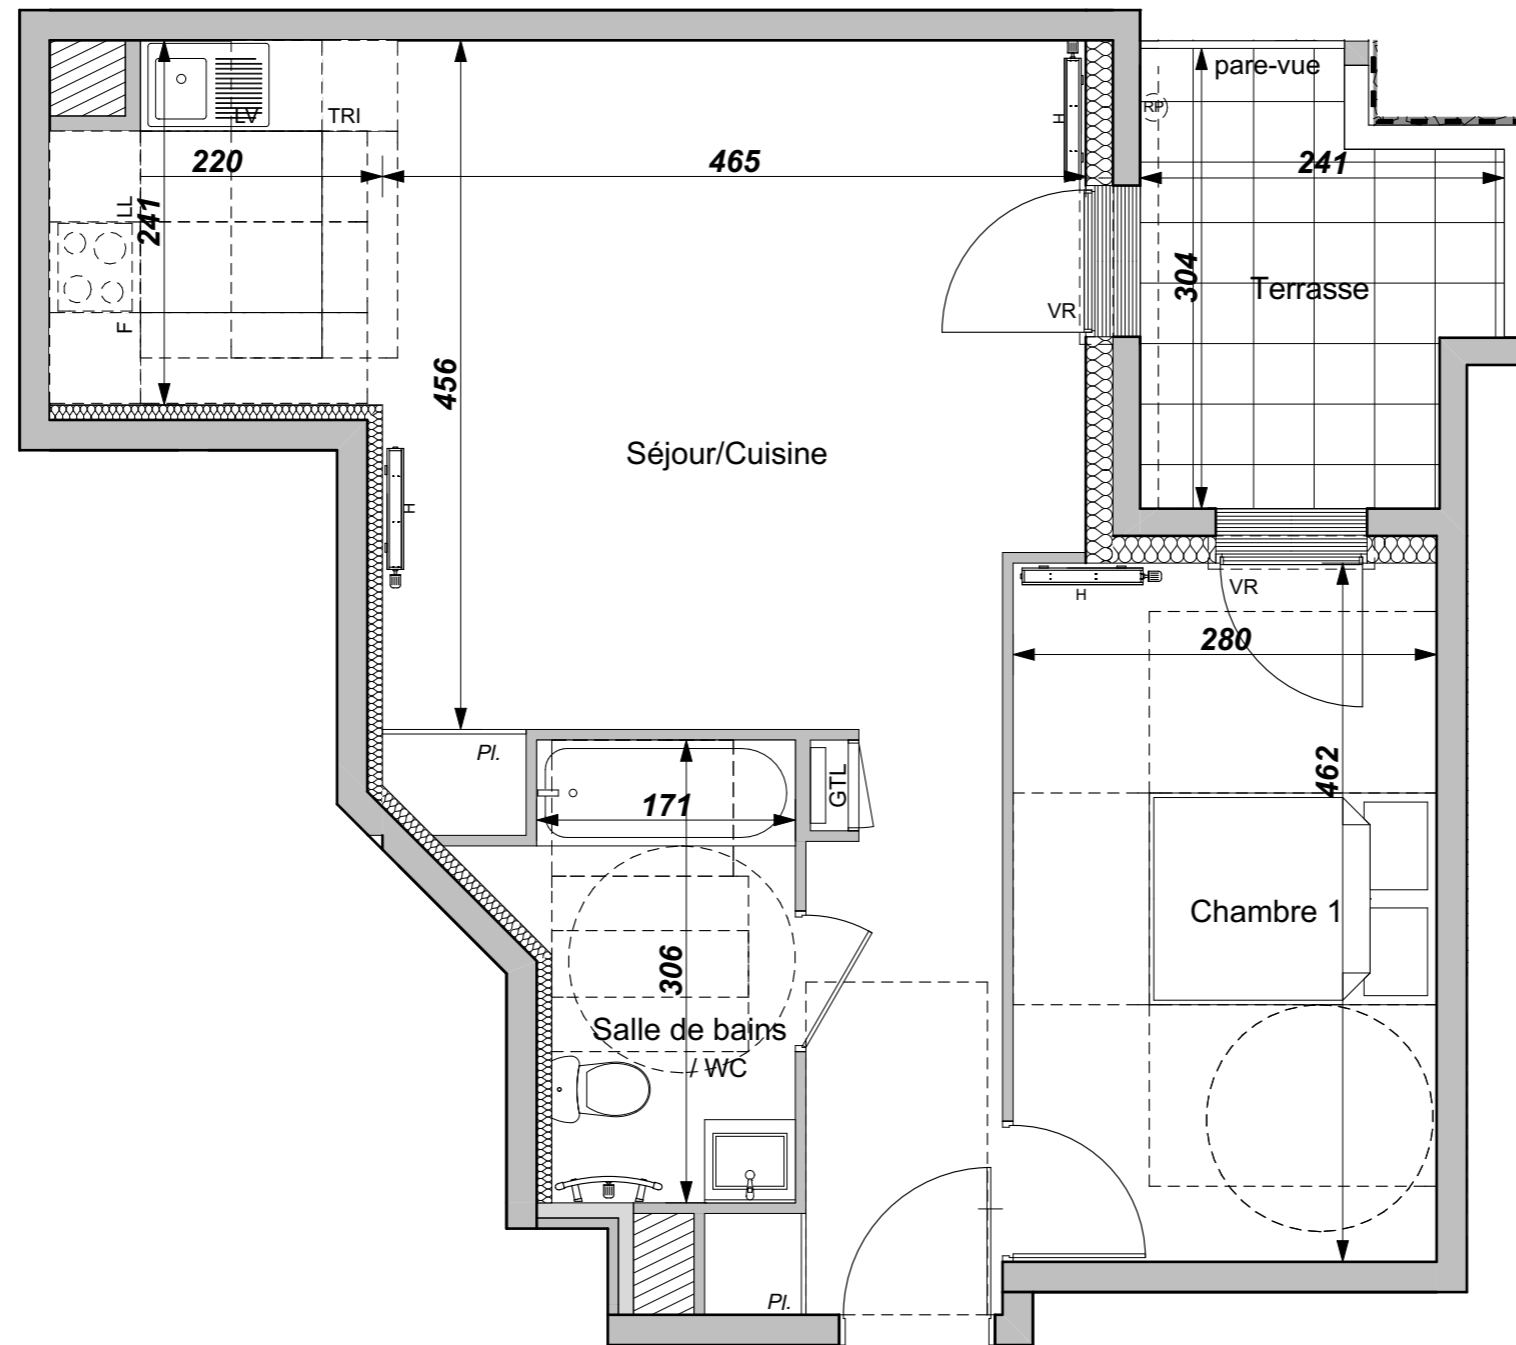 pare-vue
RP
LV
TRI
220
465
241
H
LL
241
304
Terrasse
VR
F
456
Séjour/Cuisine
H
VR
H
280
Pl.
GTL
462
171
Chambre 1
306
Salle de bains
/ WC
Pl.